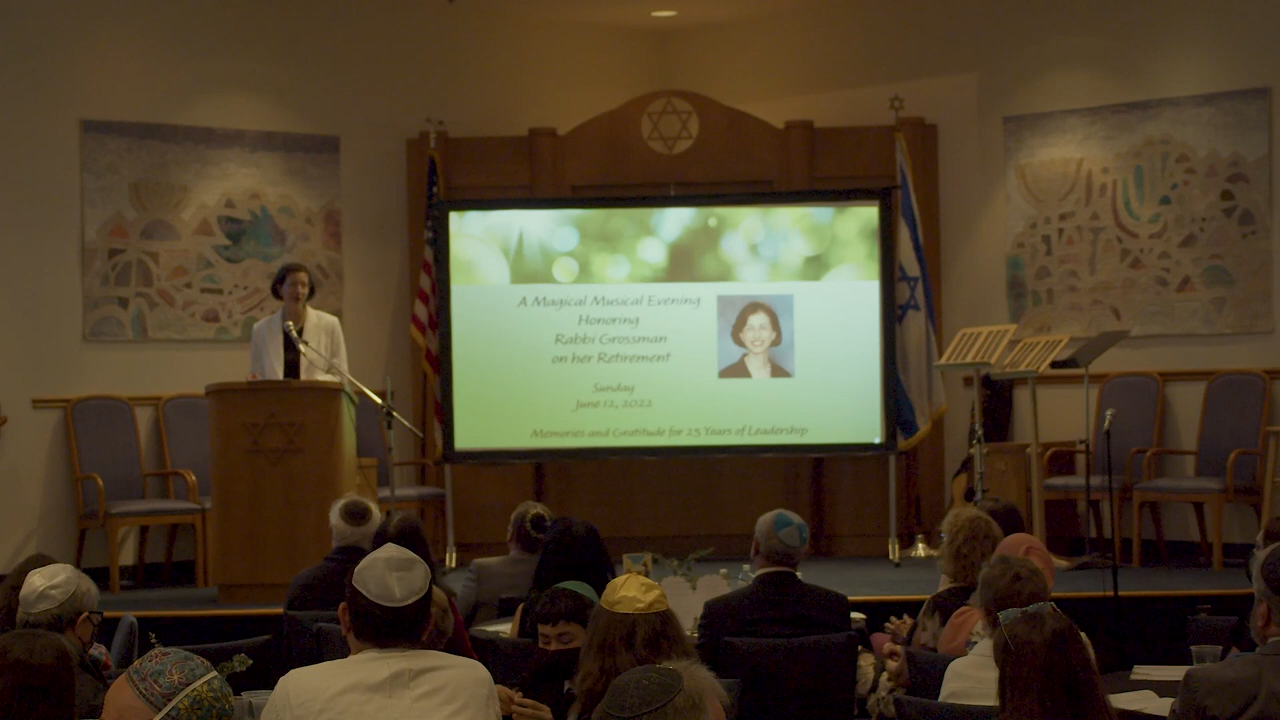 A Magical Musical Evening
Honoring
Rabbi Grossman
on her Retirement
Sunday
June 12, 2022
Memories and Gratitude for 25 Years of Leadership